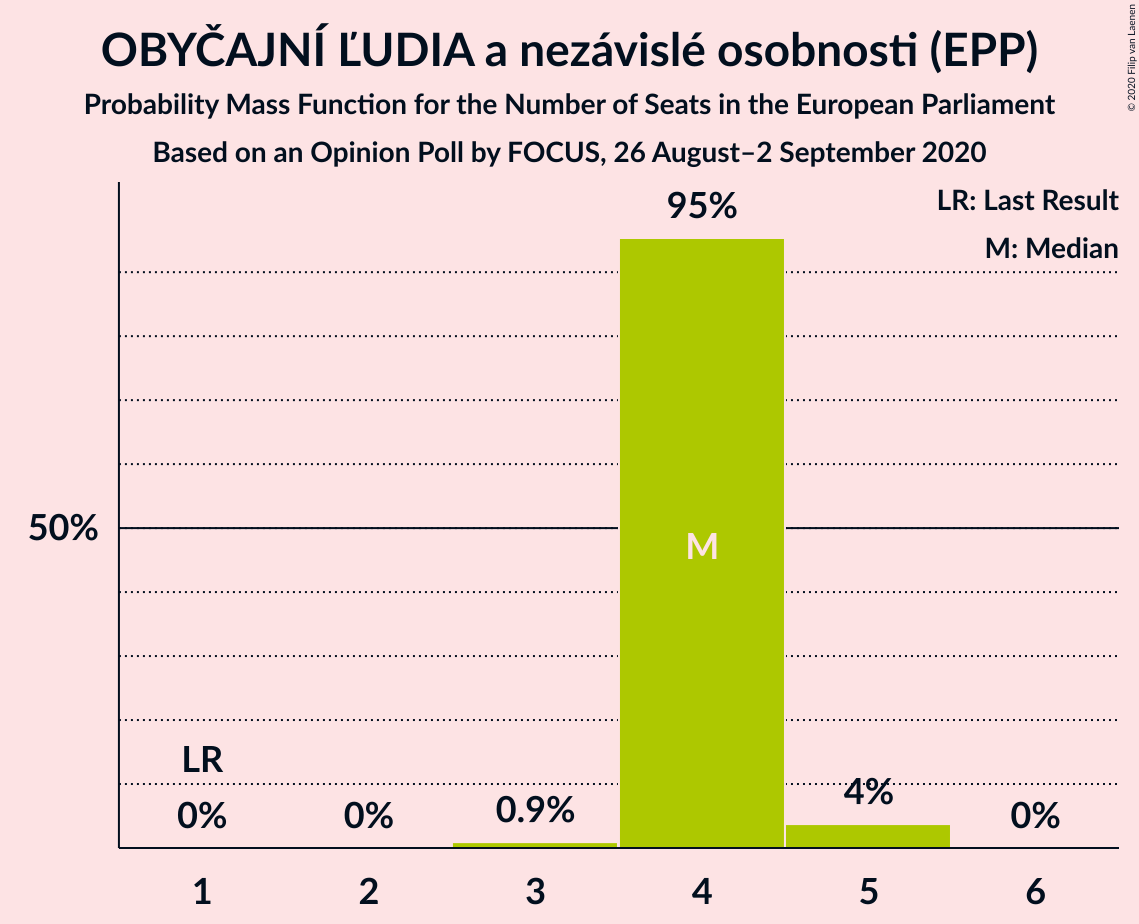 OBYČAJNÍ ĽUDIA a nezávislé osobnosti (EPP)
Probability Mass Function for the Number of Seats in the European Parliament
Based on an Opinion Poll by FOCUS, 26 August–2 September 2020
© 2020 Filip van Laenen
LR: Last Result
M: Median
95%
50%
M
LR
0%
0%
0.9%
4%
0%
1
2
3
4
5
6